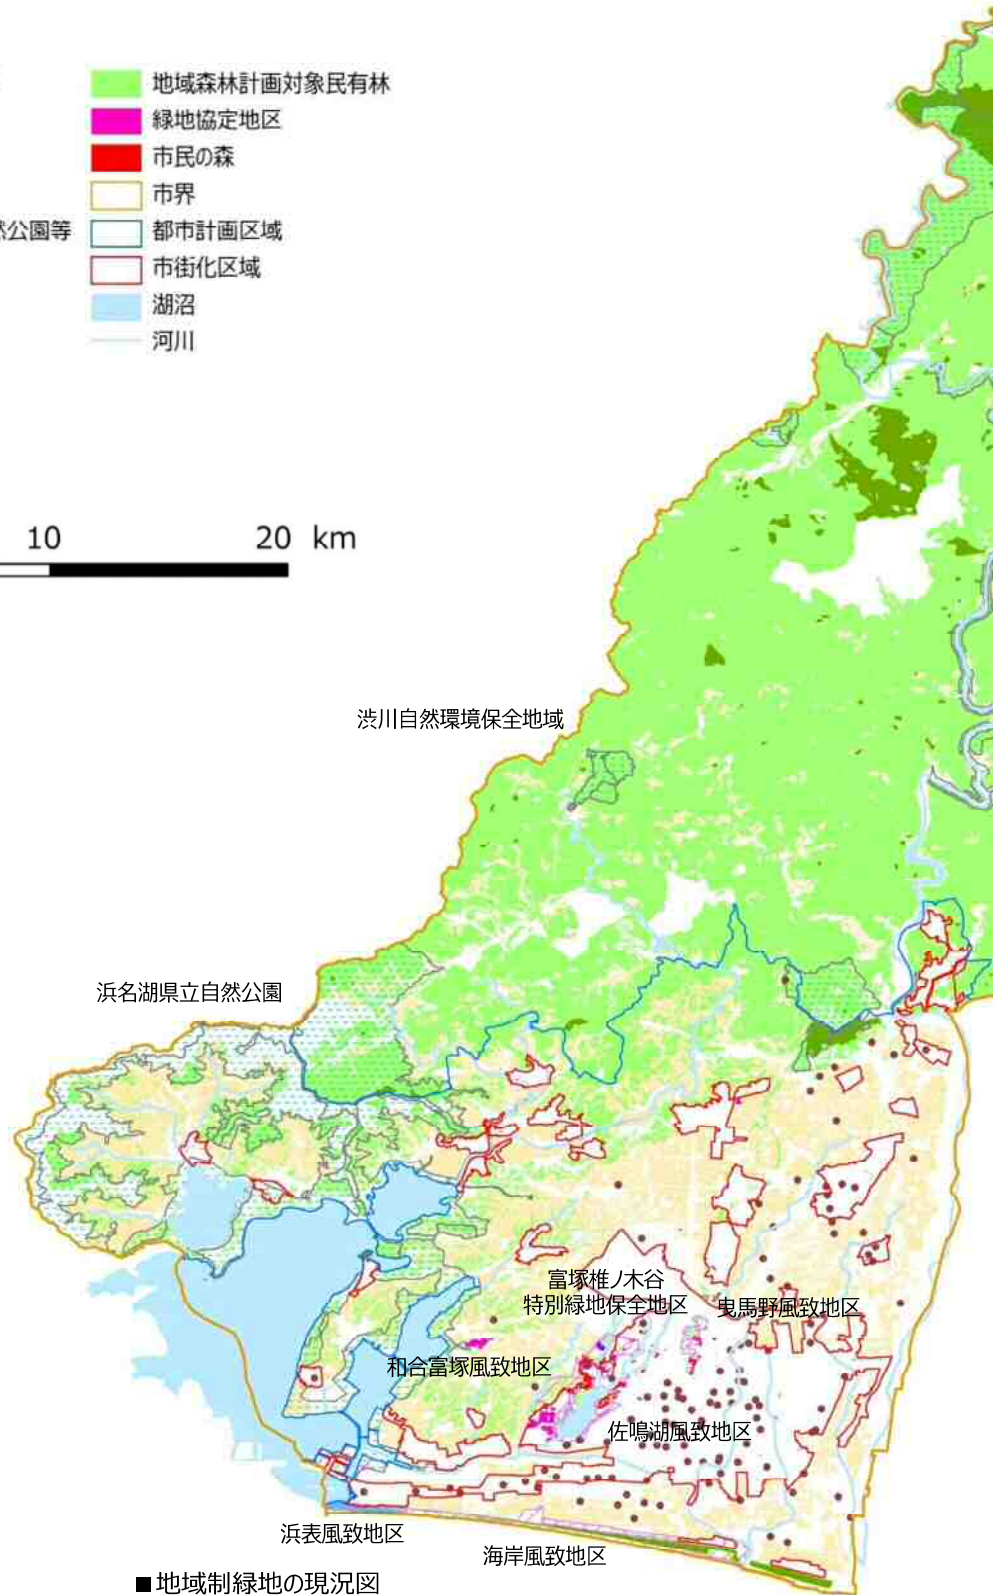 地域森林計画対象民有林
緑地協定地区
市民の森
市界
然公園等
都市計画区域
市街化区域
湖沼
河川
10 20 km
渋川自然環境保全地域
浜名湖県立自然公園
富塚椎ノ木谷
特別緑地保全地区
曳馬野風致地区
和合富塚風致地区
佐鳴湖風致地区
浜表風致地区
海岸風致地区
■地域制緑地の現況図